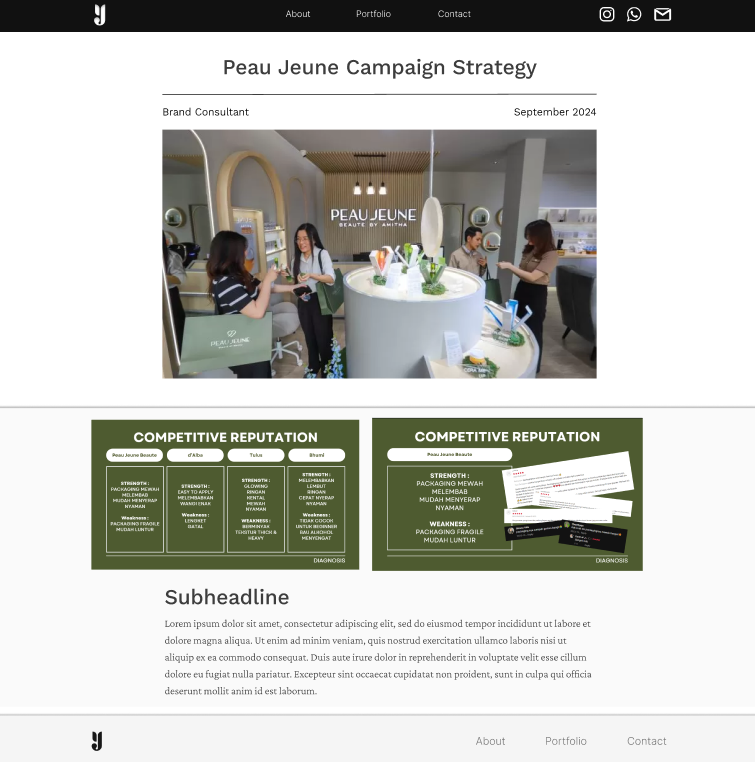 About
Portfolio
Contact
Peau Jeune Campaign Strategy
Brand Consultant
September 2024
PEAU JEUNE
BEAUTE BY AMITHA
PEAU JEUNE
COMPETITIVE REPUTATION
Peau Jeune Beaute
d'Alba
Tulus
Bhumi
STRENGTH :
PACKAGING MEWAH
MELEMBAB
MUDAH MENYERAP
NYAMAN
Weakness :
PACKAGING FRAGILE
MUDAH LUNTUR
STRENGTH :
EASY TO APPLY
MELEMBABKAN
WANGI ENAK
Weakness :
LENGKET
GATAL
STRENGTH :
GLOWING
RINGAN
KENTAL
MEWAH
NYAMAN
WEAKNESS :
BERMINYAK
TEKSTUR THICK &
HEAVY
STRENGTH :
MELEMBABKAN
LEMBUT
RINGAN
CEPAT NYERAP
NYAMAN
Weakness :
TIDAK COCOK
UNTUK BEGINNER
BAU ALKOHOL
MENYENGAT
DIAGNOSIS
COMPETITIVE REPUTATION
Peau Jeune Beaute
STRENGTH :
PACKAGING MEWAH
MELEMBAB
MUDAH MENYERAP
NYAMAN
WEAKNESS :
PACKAGING FRAGILE
MUDAH LUNTUR
DIAGNOSIS
Subheadline
Lorem ipsum dolor sit amet, consectetur adipiscing elit, sed do eiusmod tempor incididunt ut labore et
dolore magna aliqua. Ut enim ad minim veniam, quis nostrud exercitation ullamco laboris nisi ut
aliquip ex ea commodo consequat. Duis aute irure dolor in reprehenderit in voluptate velit esse cillum
dolore eu fugiat nulla pariatur. Excepteur sint occaecat cupidatat non proident, sunt in culpa qui officia
deserunt mollit anim id est laborum.
About
Portfolio
Contact